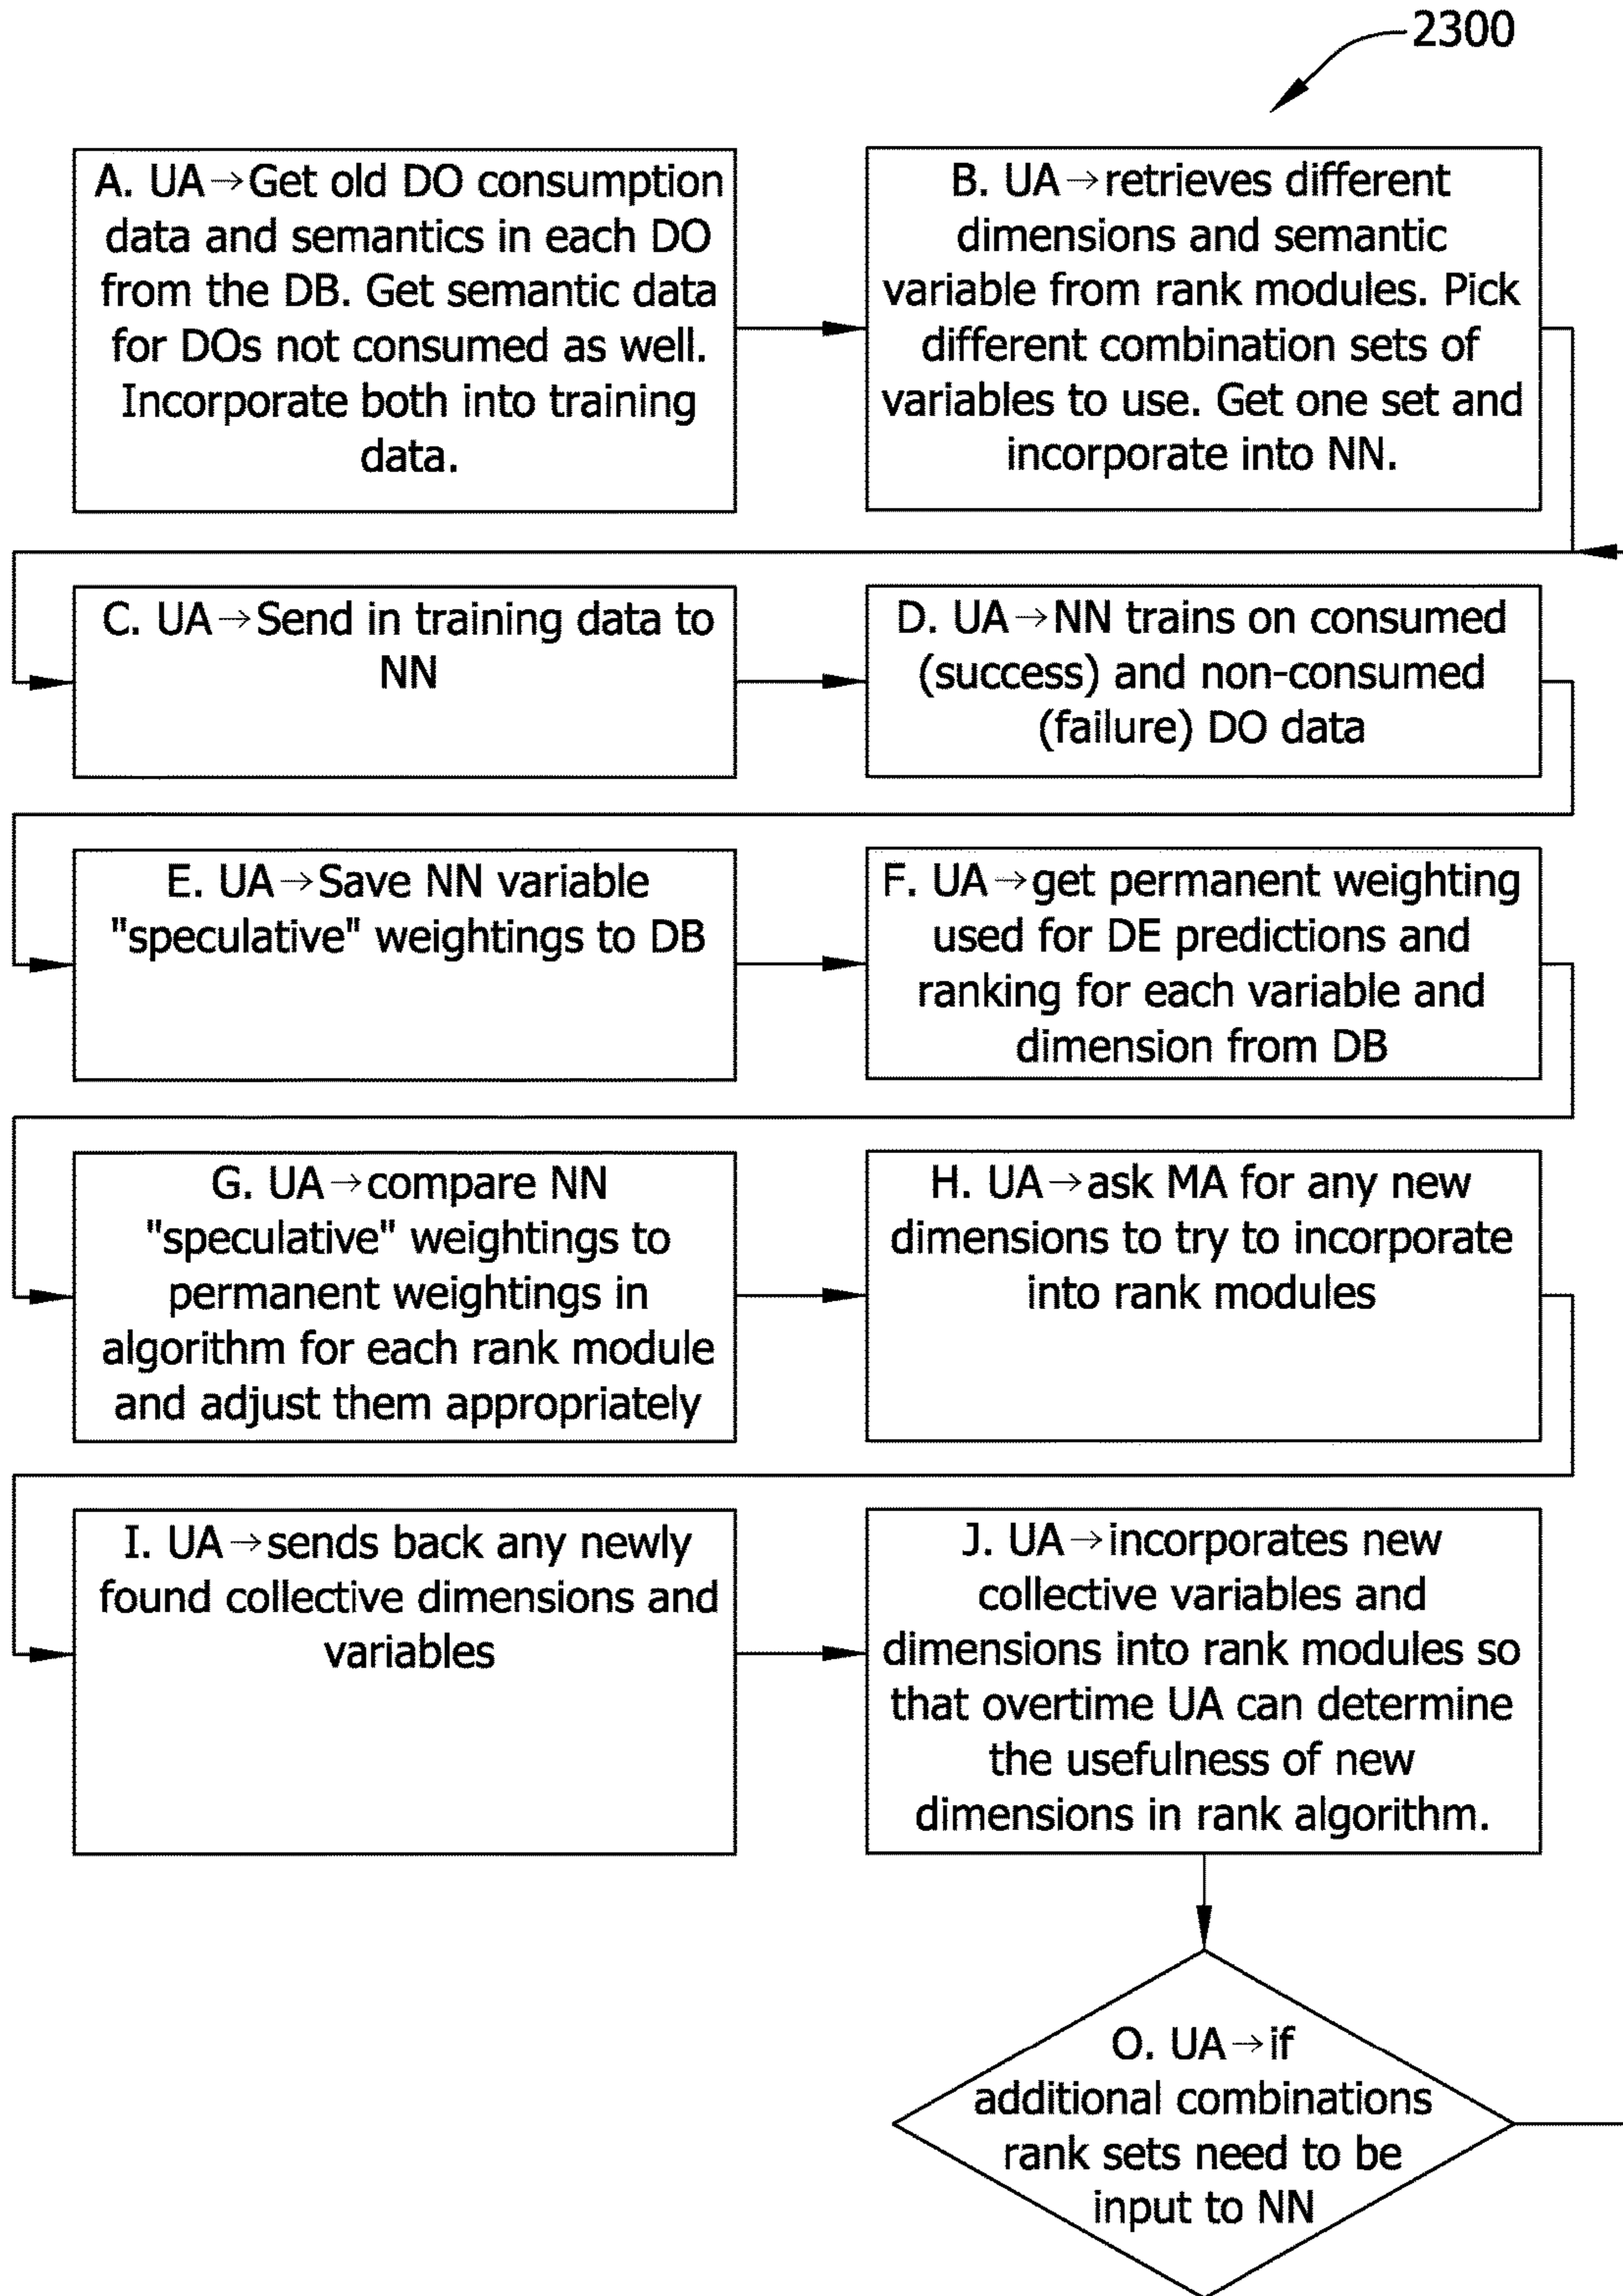 2300
A. UA→Get old DO consumption
data and semantics in each DO
from the DB. Get semantic data
for DOs not consumed as well.
Incorporate both into training
data.
B. UA→retrieves different
dimensions and semantic
variable from rank modules. Pick
different combination sets of
variables to use. Get one set and
incorporate into NN.
C. UA→Send in training data to
NN
D. UA→NN trains on consumed
(success) and non-consumed
(failure) DO data
E. UA→Save NN variable
"speculative" weightings to DB
F. UA→get permanent weighting
used for DE predictions and
ranking for each variable and
dimension from DB
G. UA→compare NN
"speculative" weightings to
permanent weightings in
algorithm for each rank module
and adjust them appropriately
H. UA→ask MA for any new
dimensions to try to incorporate
into rank modules
I. UA→sends back any newly
found collective dimensions and
variables
J. UA→incorporates new
collective variables and
dimensions into rank modules so
that overtime UA can determine
the usefulness of new
dimensions in rank algorithm.
O. UA→if
additional combinations
rank sets need to be
input to NN